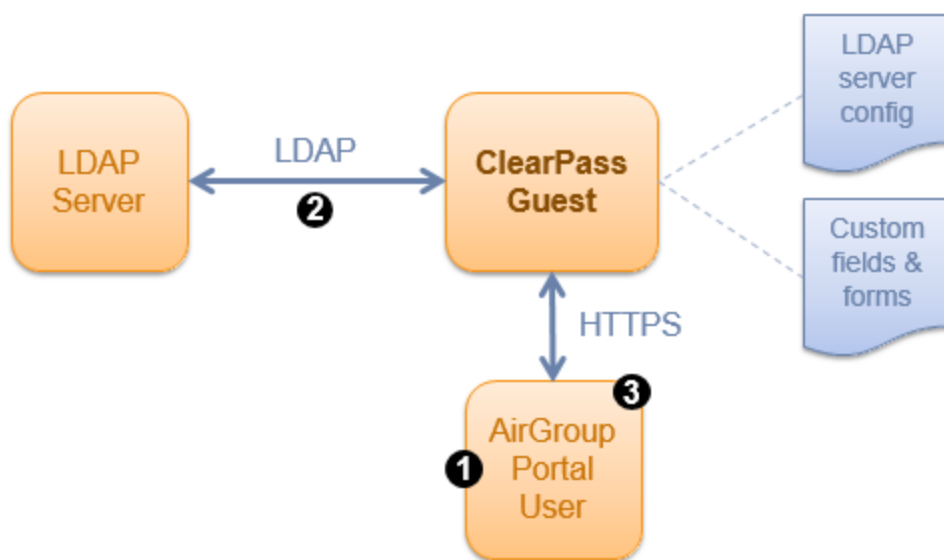 LDAP
Server
LDAP
2
ClearPass
Guest
LDAP
server
config
Custom
fields &
forms
HTTPS
3
AirGroup
Portal
User
1